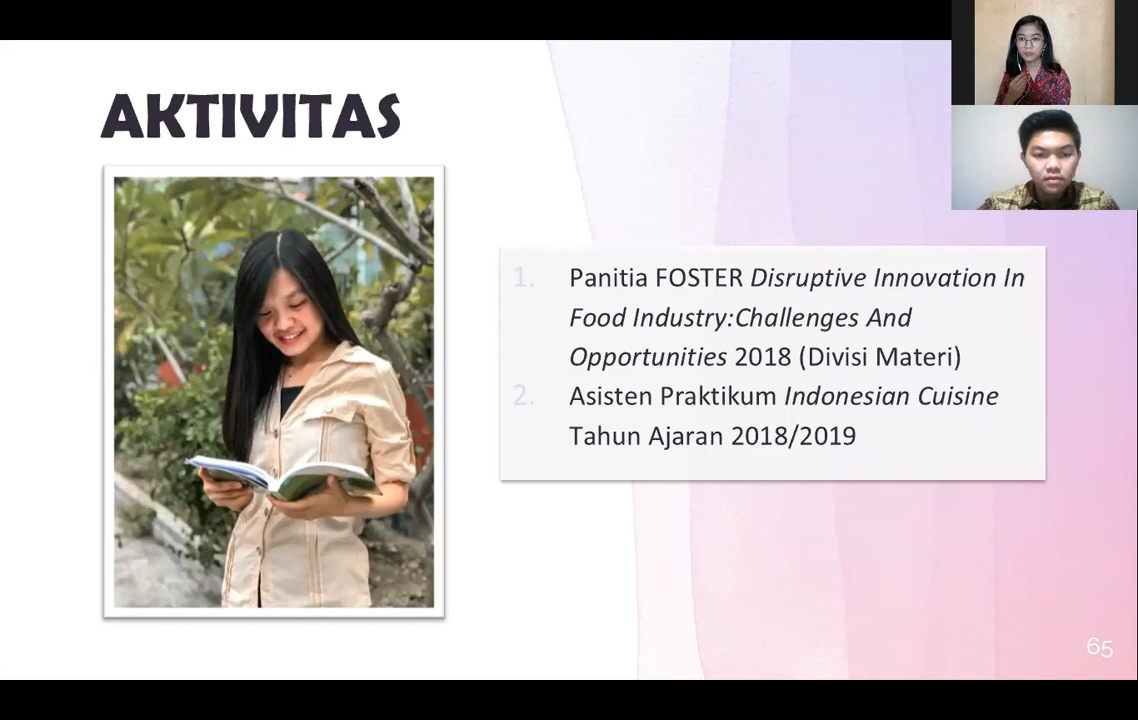 AKTIVITAS
1. Panitia FOSTER Disruptive Innovation In
Food Industry:Challenges And
Opportunities 2018 (Divisi Materi)
2. Asisten Praktikum Indonesian Cuisine
Tahun Ajaran 2018/2019
65